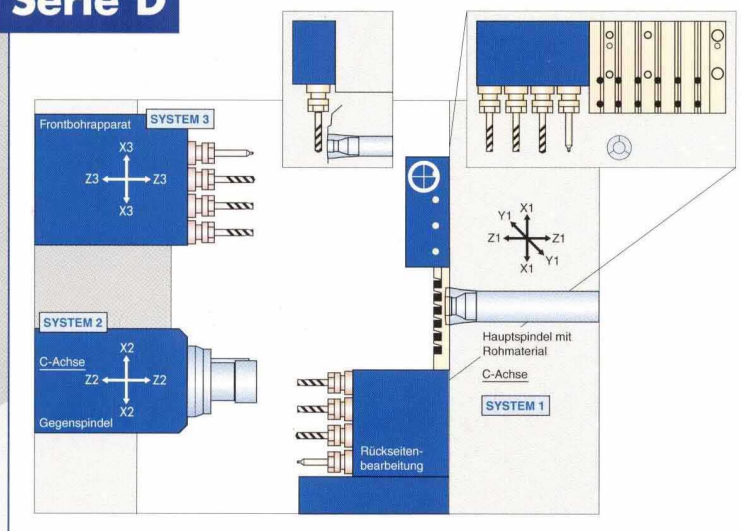 Serie D
Frontbohrapparat
SYSTEM 3
X3
Z3 Z3
X3
SYSTEM 2
C-Achse
X2
Z2 Z2
X2
Gegenspindel
Y1 X1
Z1 Z1
X1 Y1
Hauptspindel mit
Rohmaterial
C-Achse
SYSTEM 1
Rückseiten-
bearbeitung